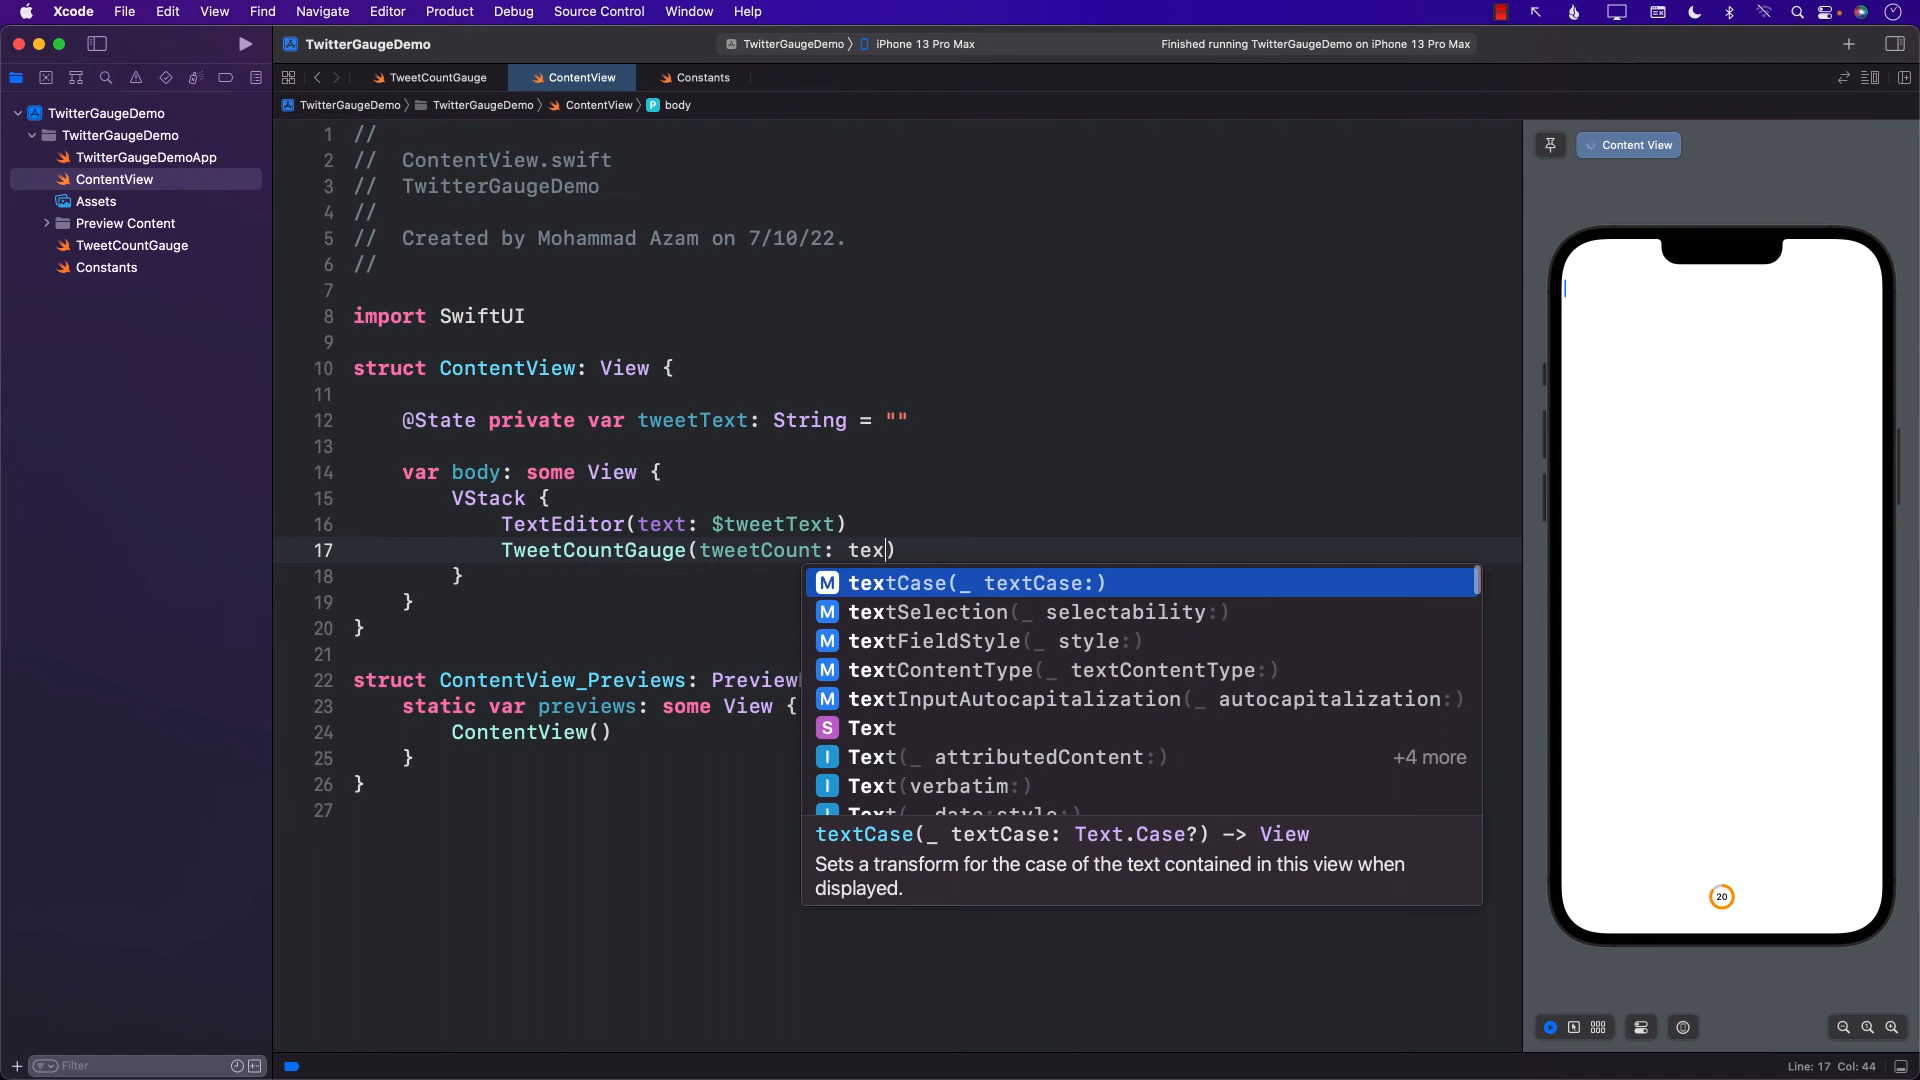 Xcode File Edit View Find Navigate Editor Product Debug Source Control Window Help
TwitterGaugeDemo
TwitterGaugeDemo 〉 iPhone 13 Pro Max
Finished running TwitterGaugeDemo on iPhone 13 Pro Max
TweetCountGauge
ContentView
Constants
TwitterGaugeDemo 〉 TwitterGaugeDemo 〉 ContentView 〉 P body
TwitterGaugeDemo
TwitterGaugeDemo
TwitterGaugeDemoApp
ContentView
Assets
Preview Content
TweetCountGauge
Constants
Filter
1 //
2 // ContentView.swift
3 // TwitterGaugeDemo
4 //
5 // Created by Mohammad Azam on 7/10/22.
6 //
7
8 import SwiftUI
9
10 struct ContentView: View {
11
12 @State private var tweetText: String = ""
13
14 var body: some View {
15 VStack {
16 TextEditor(text: $tweetText)
17 TweetCountGauge(tweetCount: tex)
18 }
19 }
20 }
21
22 struct ContentView_Previews: Preview
23 static var previews: some View {
24 ContentView()
25 }
26 }
27
M textCase(_ textCase:)
M textSelection(_ selectability:)
M textFieldStyle(_ style:)
M textContentType(_ textContentType:)
M textInputAutocapitalization(_ autocapitalization:)
S Text
I Text(_ attributedContent:) +4 more
I Text(verbatim:)
I Text(_ date:style:)
textCase(_ textCase: Text.Case?) -> View
Sets a transform for the case of the text contained in this view when
displayed.
Content View
20
Line: 17 Col: 44